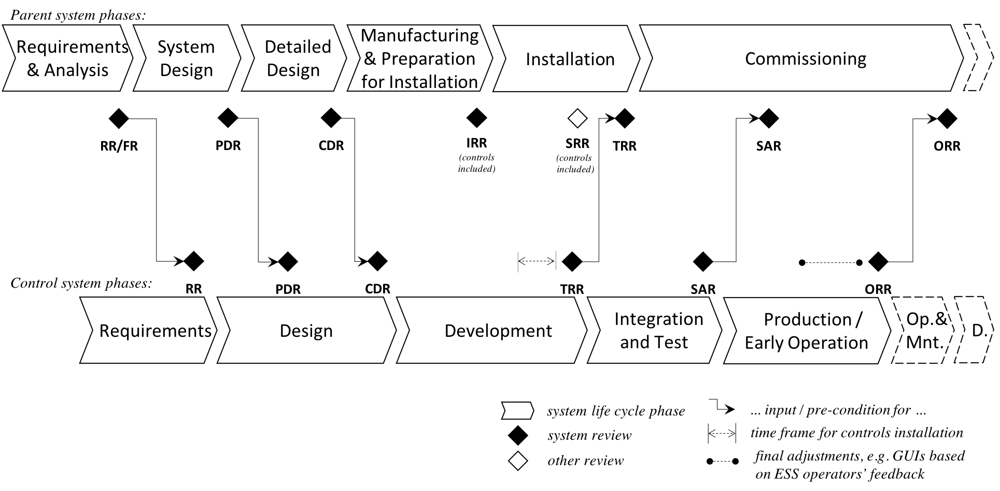 Parent system phases:
Requirements
& Analysis
System
Design
Detailed
Design
Manufacturing
& Preparation
for Installation
Installation
Commissioning
RR/FR
PDR
CDR
IRR
(controls
included)
SRR
(controls
included)
TRR
SAR
ORR
Control system phases:
RR
PDR
CDR
TRR
SAR
ORR
Requirements
Design
Development
Integration
and Test
Production /
Early Operation
Op.&
Mnt.
D.
system life cycle phase
system review
other review
... input / pre-condition for ...
time frame for controls installation
final adjustments, e.g. GUIs based
on ESS operators’ feedback